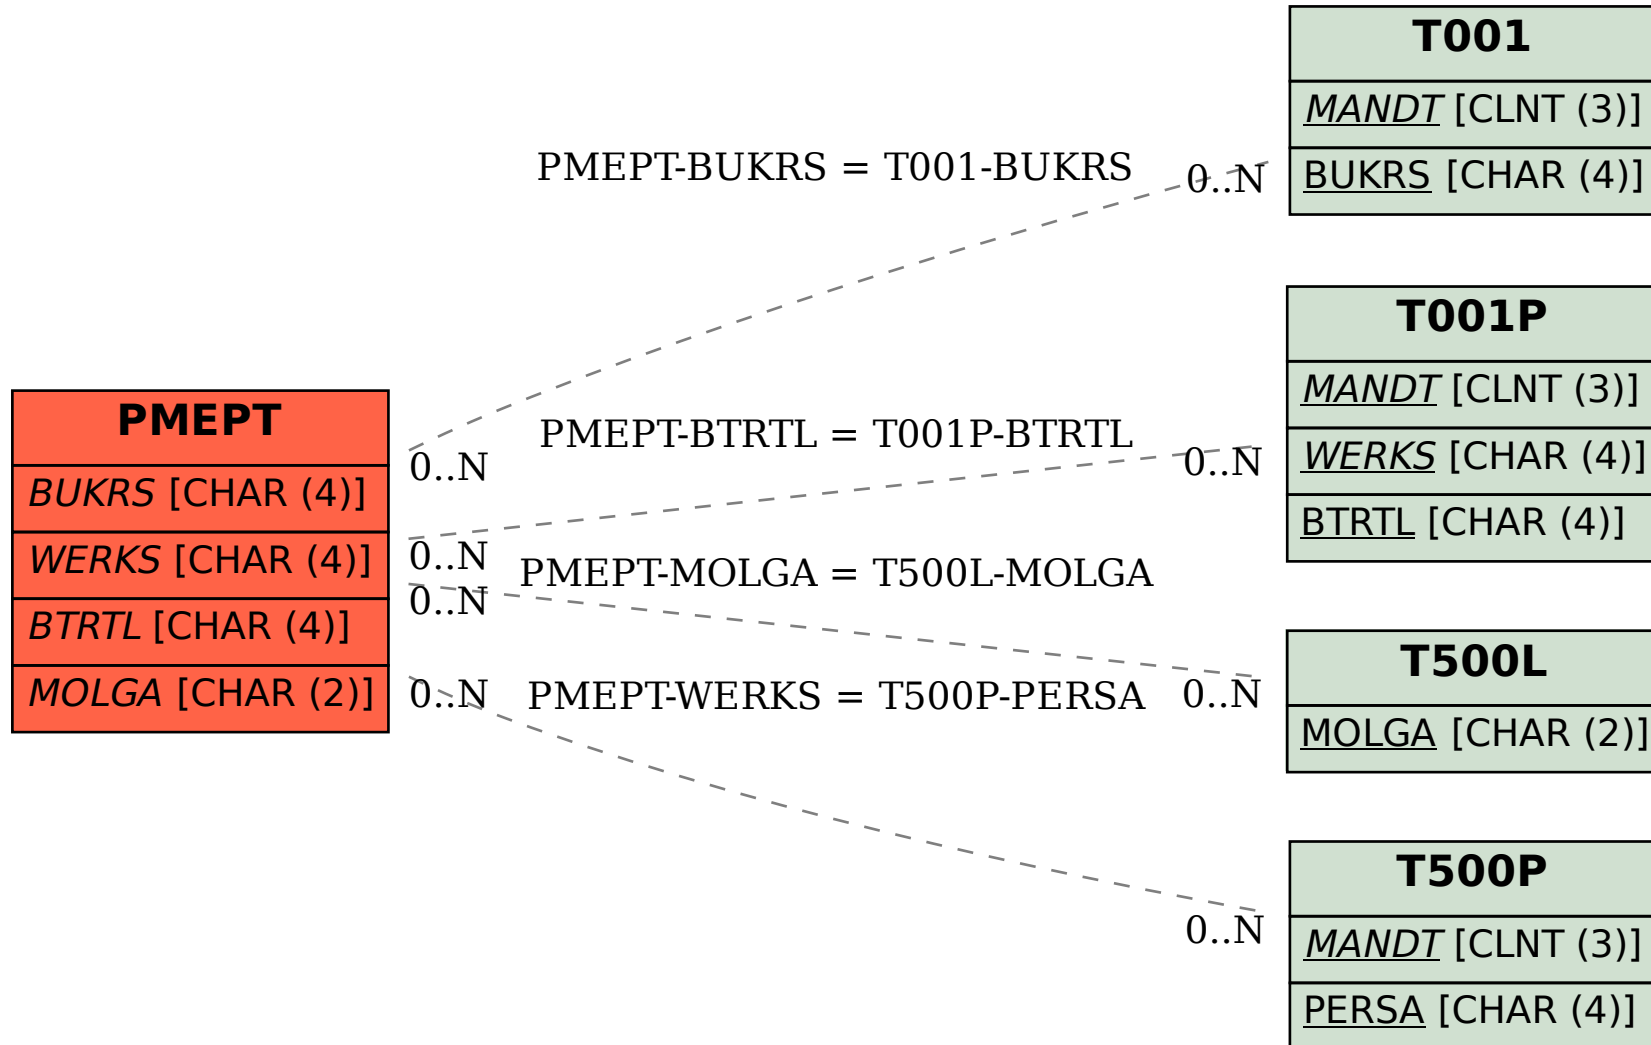 PMEPT
BUKRS [CHAR (4)]
WERKS [CHAR (4)]
BTRTL [CHAR (4)]
MOLGA [CHAR (2)]
PMEPT-BUKRS = T001-BUKRS
0..N
0..N
PMEPT-BTRTL = T001P-BTRTL
0..N
0..N
PMEPT-MOLGA = T500L-MOLGA
0..N
0..N
PMEPT-WERKS = T500P-PERSA
0..N
0..N
T001
MANDT [CLNT (3)]
BUKRS [CHAR (4)]
T001P
MANDT [CLNT (3)]
WERKS [CHAR (4)]
BTRTL [CHAR (4)]
T500L
MOLGA [CHAR (2)]
T500P
MANDT [CLNT (3)]
PERSA [CHAR (4)]